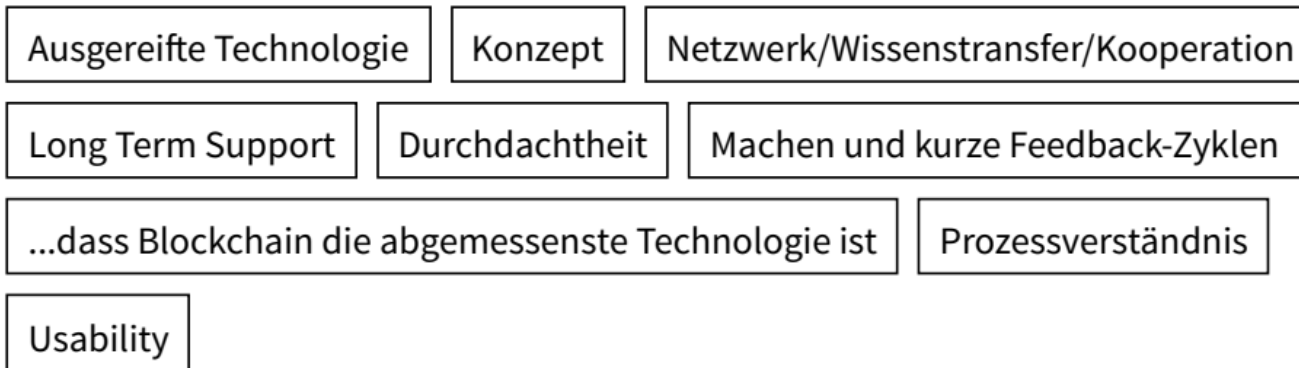 Ausgereifte Technologie Konzept Netzwerk/Wissenstransfer/Kooperation
Long Term Support Durchdachtheit Machen und kurze Feedback-Zyklen
...dass Blockchain die abgemessenste Technologie ist Prozessverständnis
Usability